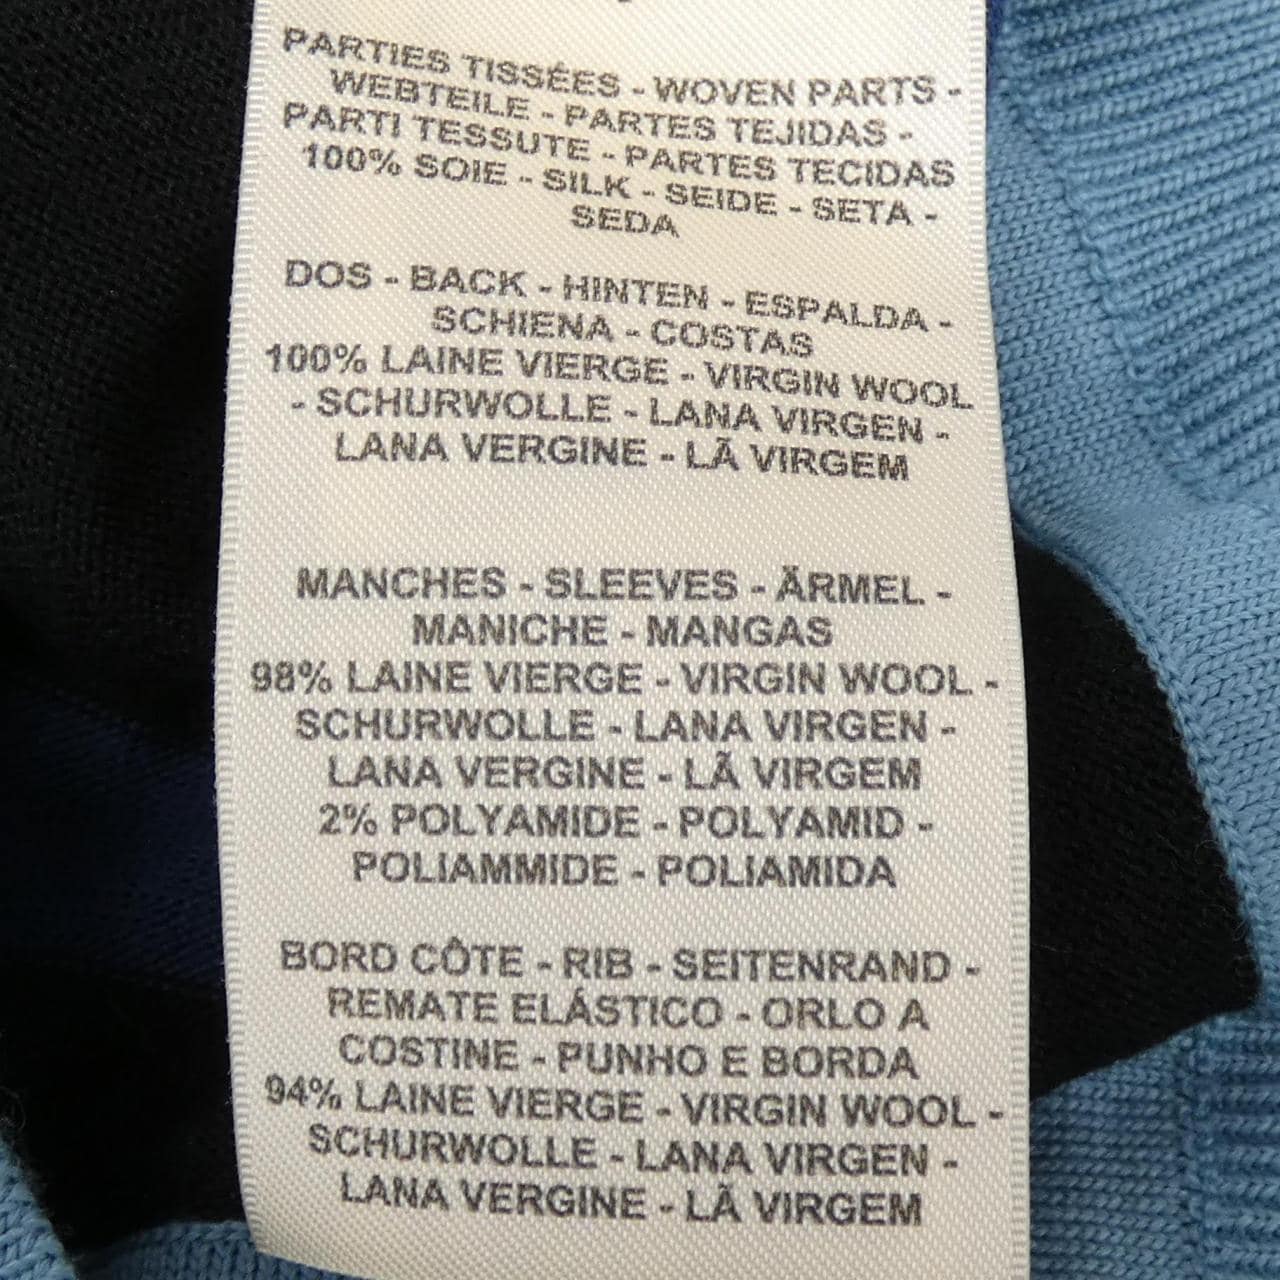 PARTIES TISSÉES - WOVEN PARTS -
WEBTEILE - PARTES TEJIDAS -
PARTI TESSUTE - PARTES TECIDAS
100% SOIE - SILK - SEIDE - SETA -
SEDA
DOS - BACK - HINTEN - ESPALDA -
SCHIENA - COSTAS
100% LAINE VIERGE - VIRGIN WOOL
- SCHURWOLLE - LANA VIRGEN -
LANA VERGINE - LÃ VIRGEM
MANCHES - SLEEVES - ÄRMEL -
MANICHE - MANGAS
98% LAINE VIERGE - VIRGIN WOOL -
SCHURWOLLE - LANA VIRGEN -
LANA VERGINE - LÃ VIRGEM
2% POLYAMIDE - POLYAMID -
POLIAMMIDE - POLIAMIDA
BORD CÔTE - RIB - SEITENRAND -
REMATE ELÁSTICO - ORLO A
COSTINE - PUNHO E BORDA
94% LAINE VIERGE - VIRGIN WOOL -
SCHURWOLLE - LANA VIRGEN -
LANA VERGINE - LÃ VIRGEM